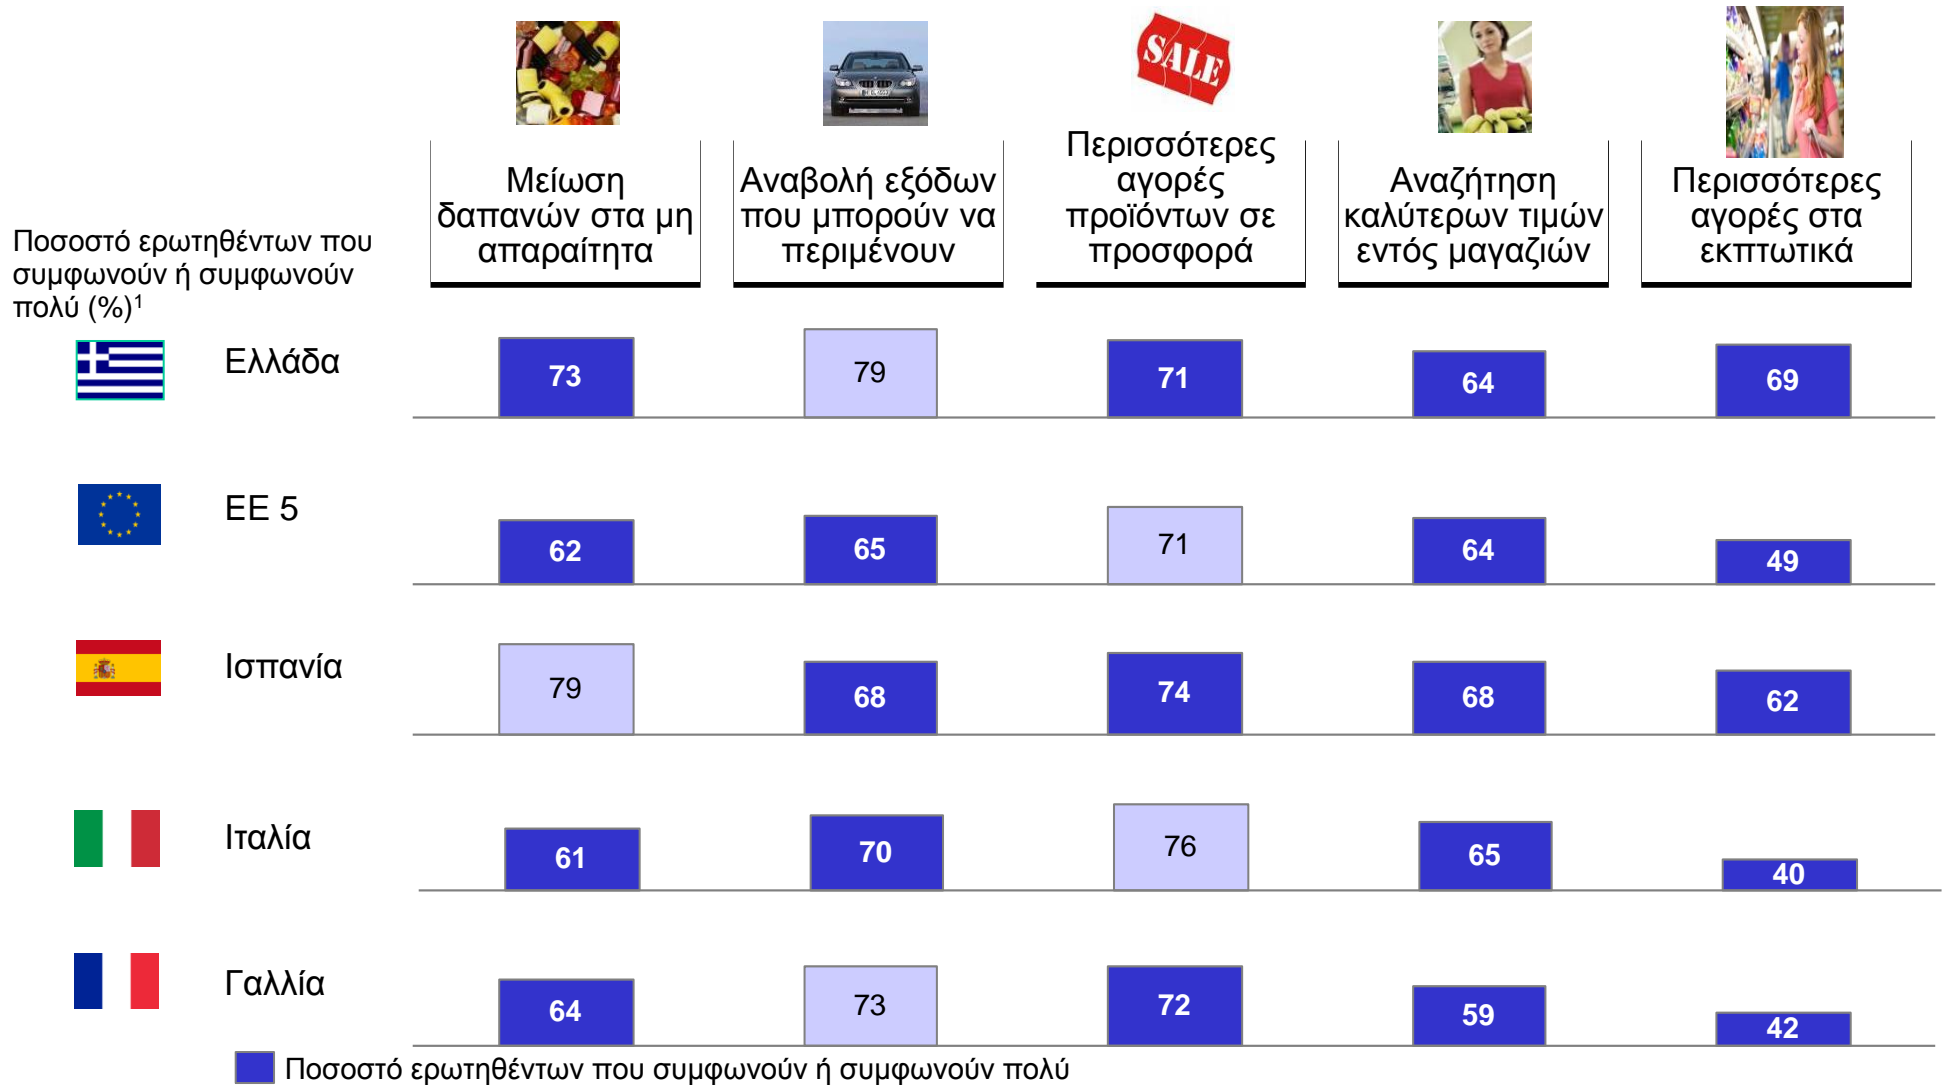 SALE
Μείωση
δαπανών στα μη
απαραίτητα
Αναβολή εξόδων
που μπορούν να
περιμένουν
Περισσότερες
αγορές
προϊόντων σε
προσφορά
Αναζήτηση
καλύτερων τιμών
εντός μαγαζιών
Περισσότερες
αγορές στα
εκπτωτικά
Ποσοστό ερωτηθέντων που
συμφωνούν ή συμφωνούν
πολύ (%)¹
Ελλάδα 73 79 71 64 69
ΕΕ 5 62 65 71 64 49
Ισπανία 79 68 74 68 62
Ιταλία 61 70 76 65 40
Γαλλία 64 73 72 59 42
Ποσοστό ερωτηθέντων που συμφωνούν ή συμφωνούν πολύ